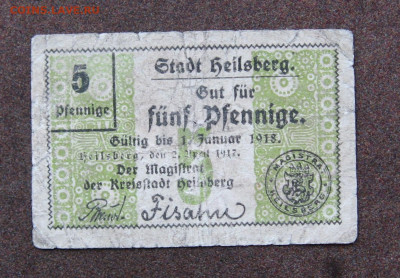 5
Pfennige
Stadt Heilsberg.
Gut für
fünf Pfennige.
Gültig bis 1. Januar 1918.
Heilsberg, den 2. April 1917.
Der Magistrat
der Kreisstadt Heilsberg
Fisahn
MAGISTRAT
HEILSBERG